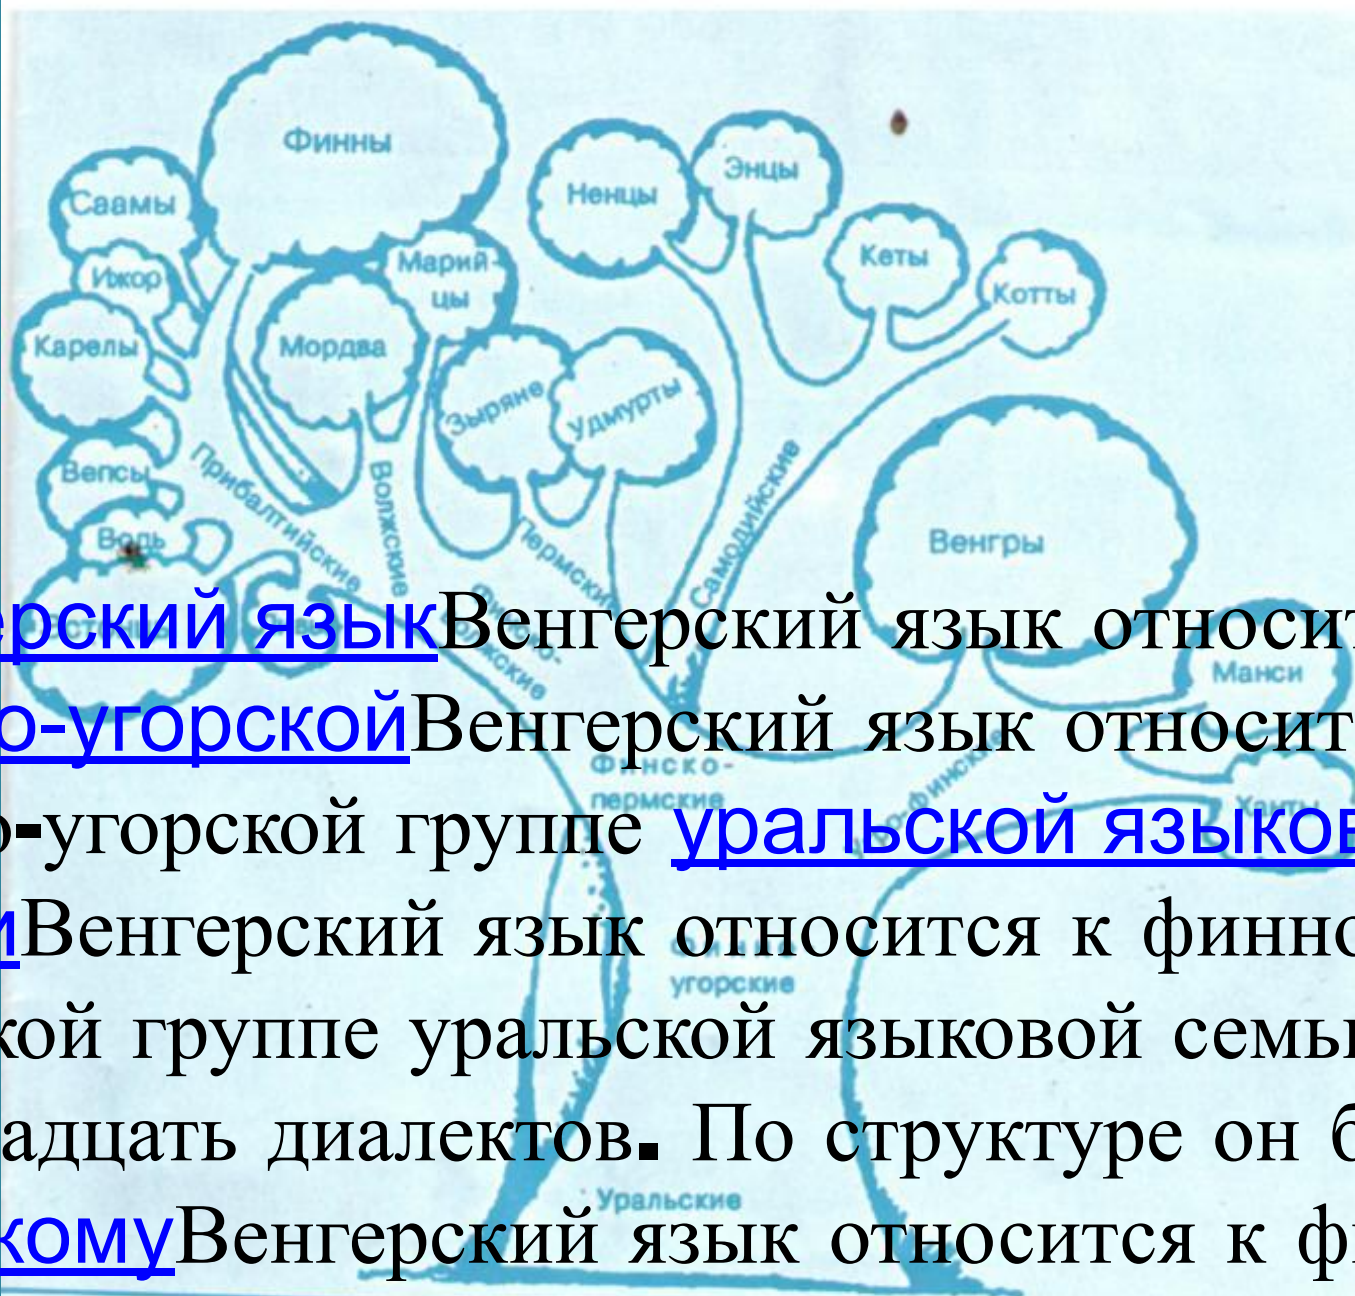 Финны
Саамы
Ижор
Карелы
Вепсы
Водь
Мордва
Марий-
цы
Зыряне
Удмурты
Ненцы
Энцы
Кеты
Котты
Венгры
Манси
Ханты
Прибалтийские
Волжские
Пермские
Самодийские
Финско-
пермские
угорские
Уральские
ерский языкВенгерский язык относит
о-угорскойВенгерский язык относит
о-угорской группе уральской языков
иВенгерский язык относится к финно
кой группе уральской языковой семь
адцать диалектов. По структуре он б
комуВенгерский язык относится к ф